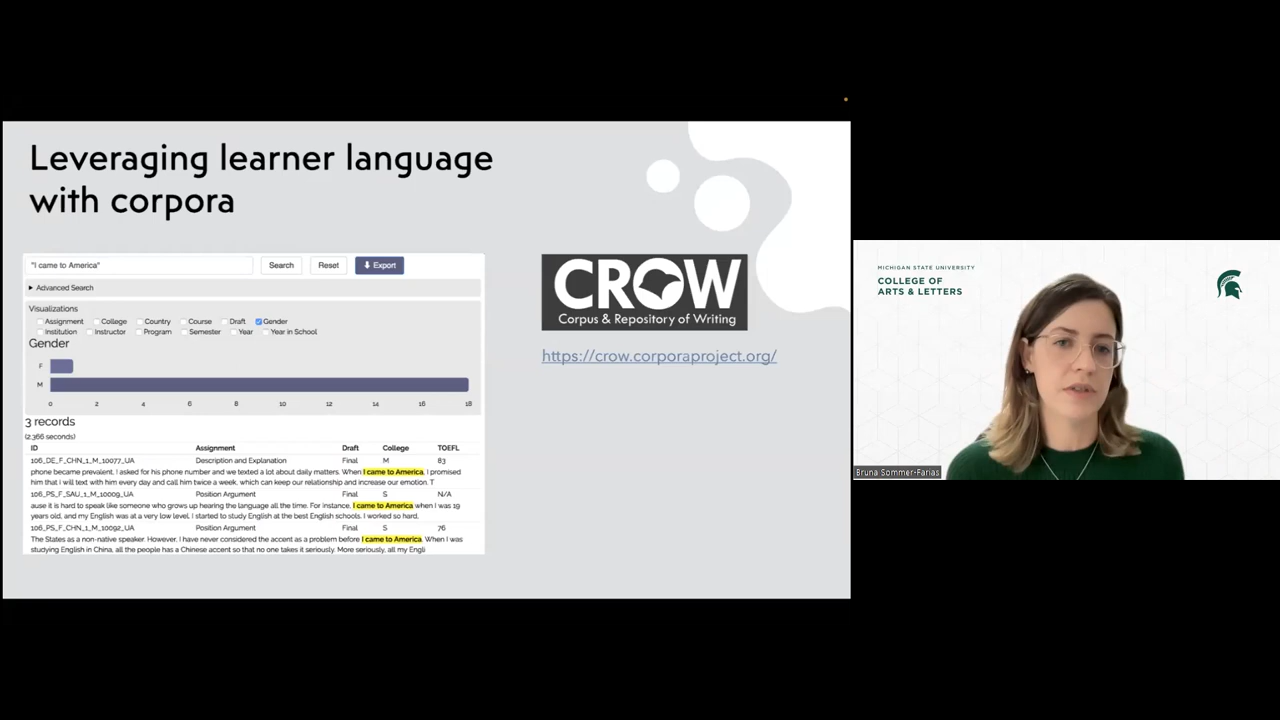 Leveraging learner language
with corpora
"I came to America"
Search
Reset
Export
Advanced Search
Visualizations
Assignment College Country Course Draft Gender
Institution Instructor Program Semester Year Year in School
Gender
F
M
0 2 4 6 8 10 12 14 16 18
3 records
(2.366 seconds)
ID Assignment Draft College TOEFL
106_DE_F_CHN_1_M_10077_UA Description and Explanation Final M 83
phone became prevalent, I asked for his phone number and we texted a lot about daily matters. When I came to America, I promised
him that i will text with him every day and call him twice a week, which can keep our relationship and increase our emotion. T
106_PS_F_SAU_1_M_10009_UA Position Argument Final S N/A
ause it is hard to speak like someone who grows up hearing the language all the time. For instance, I came to America when I was 19
years old, and my English was at a very low level. I started to study English at the best English schools. I worked so hard,
106_PS_F_CHN_1_M_10092_UA Position Argument Final S 76
The States as a non-native speaker. However, I have never considered the accent as a problem before I came to America. When I was
studying English in China, all the people has a Chinese accent so that no one takes it seriously. More seriously, all my Engli
CROW
Corpus & Repository of Writing
https://crow.corporaproject.org/
MICHIGAN STATE UNIVERSITY
COLLEGE OF
ARTS & LETTERS
Bruna Sommer-Farias